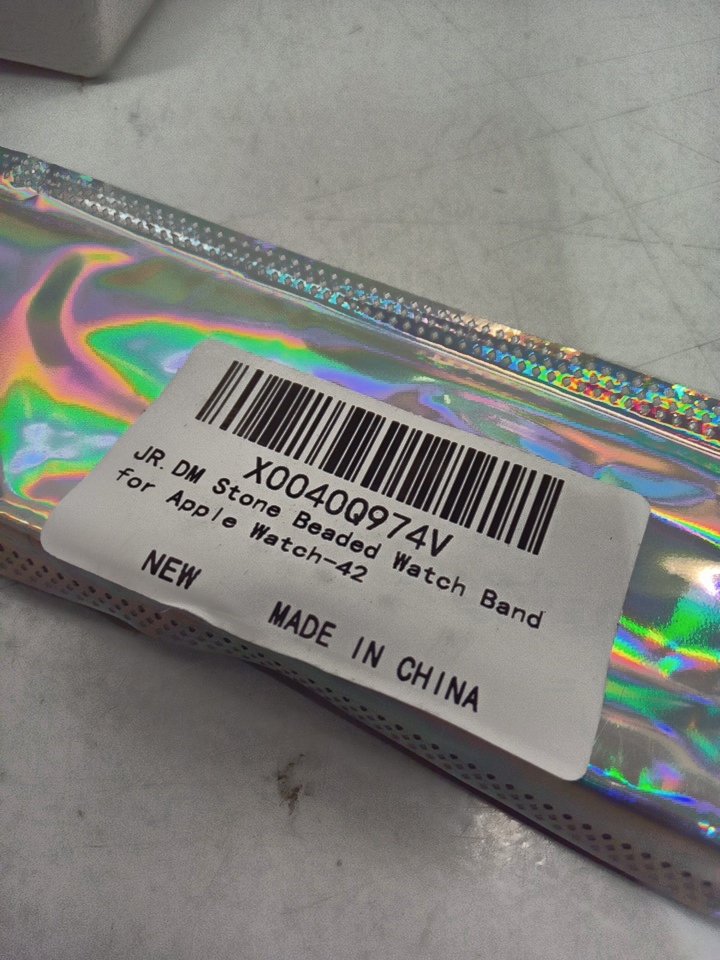 X0040Q974V
JR.DM Stone Beaded Watch Band
for Apple Watch-42
NEW
MADE IN CHINA